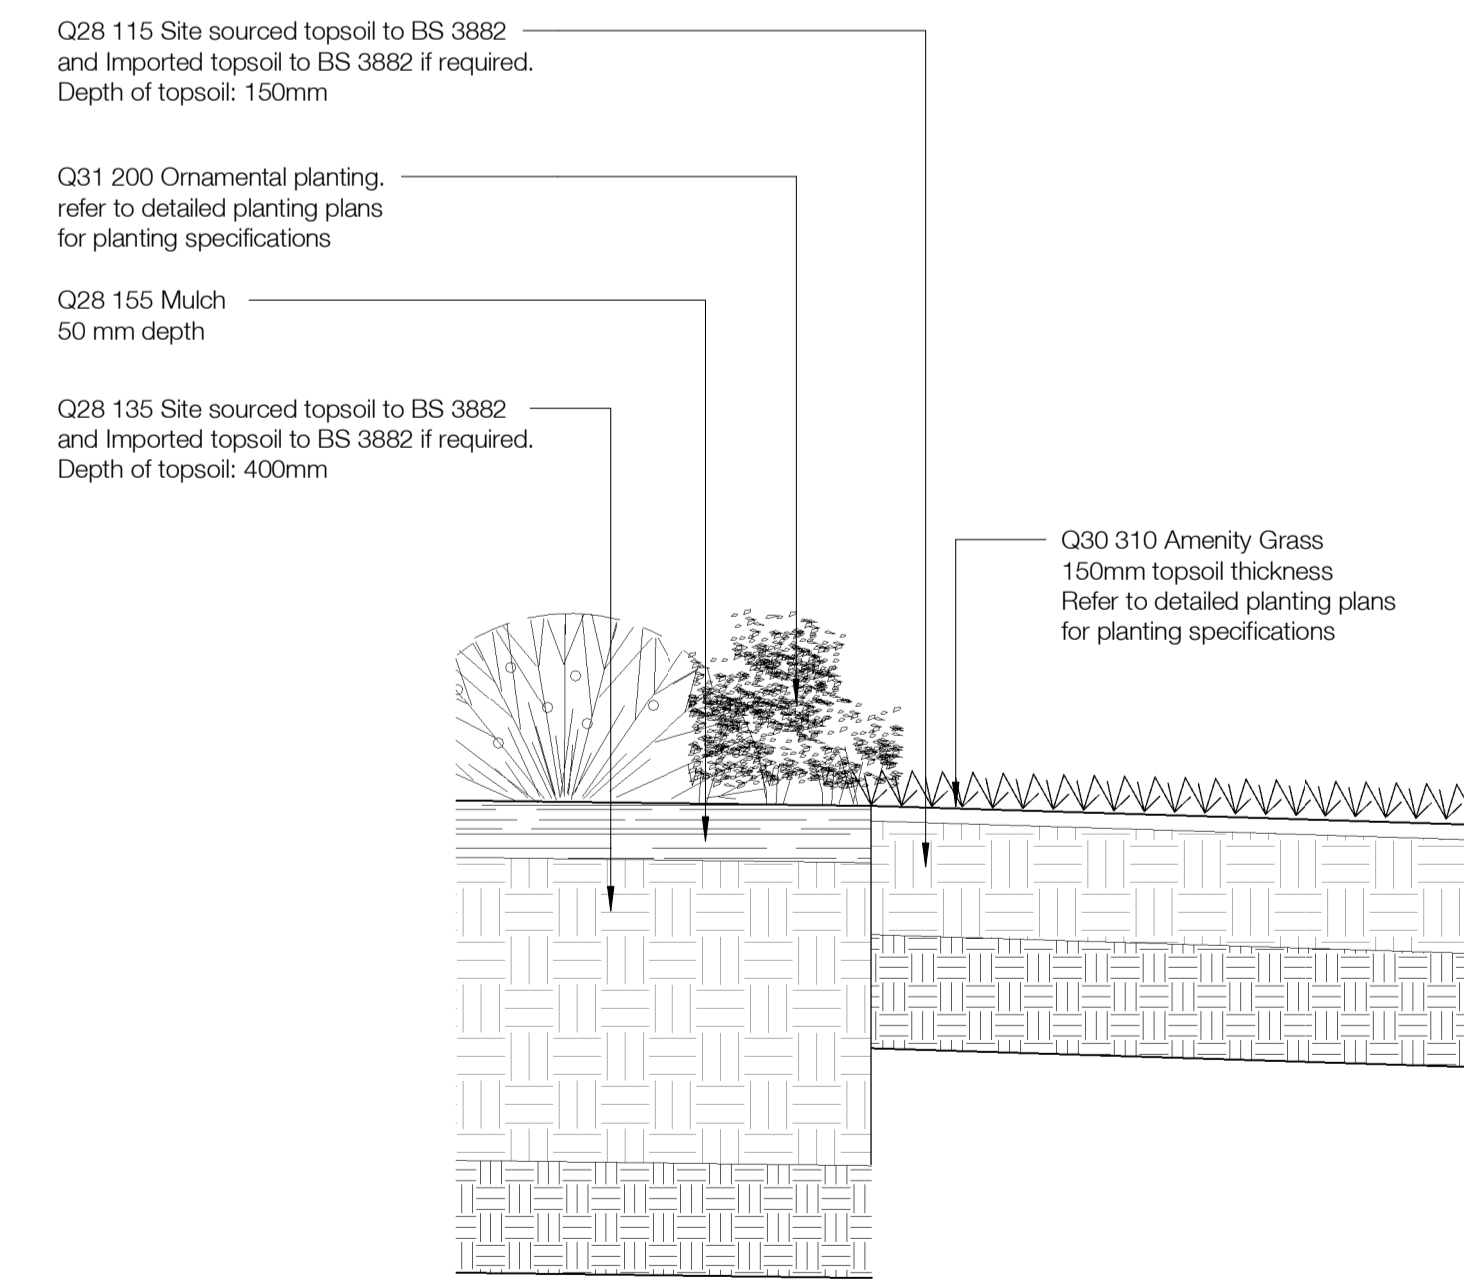 Q28 115 Site sourced topsoil to BS 3882
and Imported topsoil to BS 3882 if required.
Depth of topsoil: 150mm
Q31 200 Ornamental planting.
refer to detailed planting plans
for planting specifications
Q28 155 Mulch
50 mm depth
Q28 135 Site sourced topsoil to BS 3882
and Imported topsoil to BS 3882 if required.
Depth of topsoil: 400mm
Q30 310 Amenity Grass
150mm topsoil thickness
Refer to detailed planting plans
for planting specifications